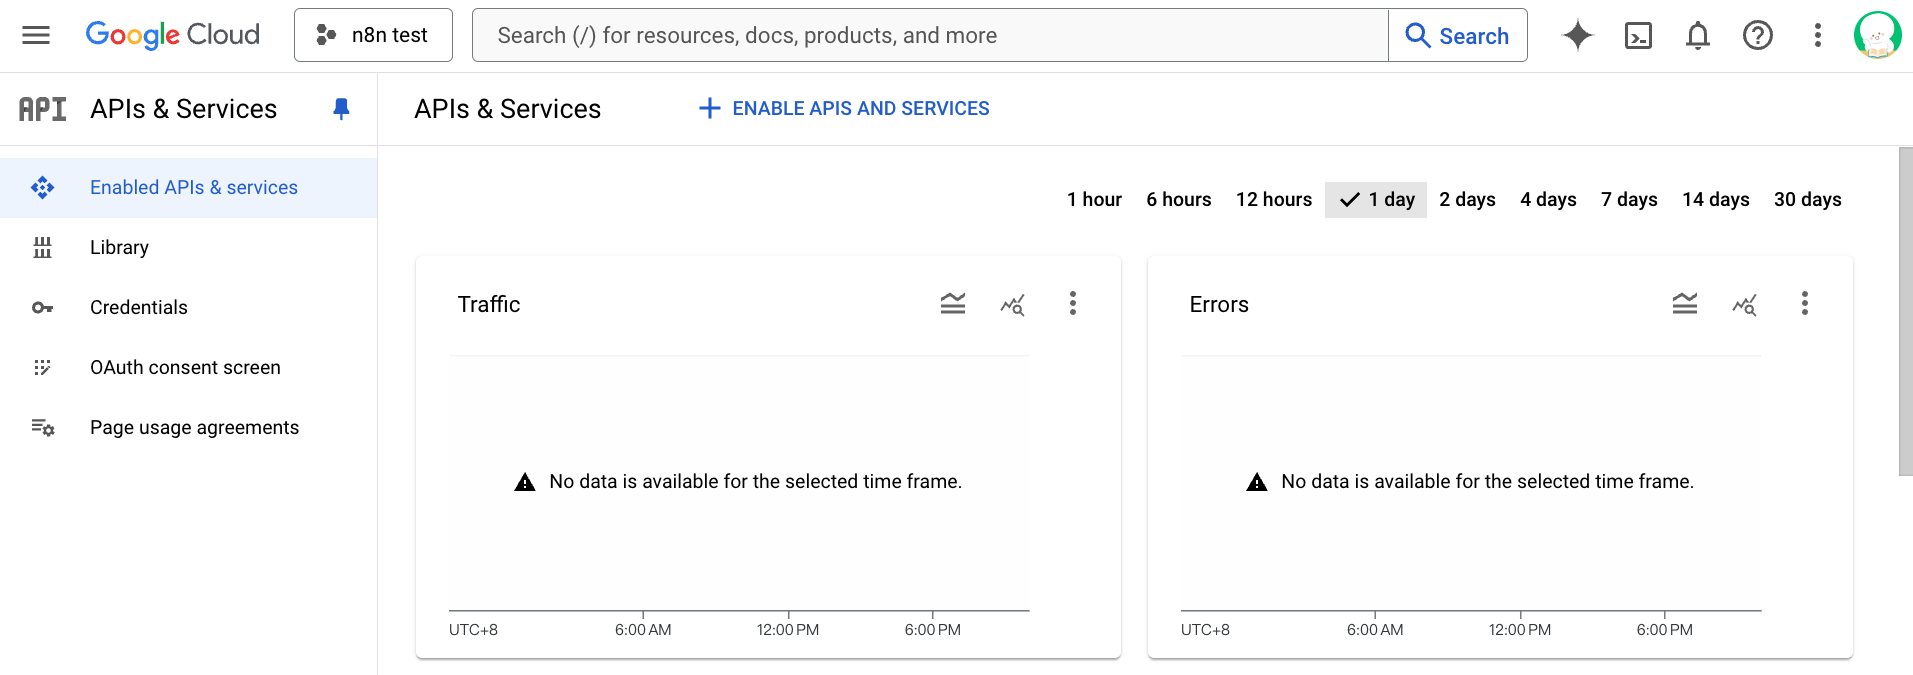 Google Cloud
n8n test
Search (/) for resources, docs, products, and more
Search
API
APIs & Services
APIs & Services
ENABLE APIS AND SERVICES
Enabled APIs & services
Library
Credentials
OAuth consent screen
Page usage agreements
1 hour 6 hours 12 hours 1 day 2 days 4 days 7 days 14 days 30 days
Traffic
No data is available for the selected time frame.
UTC+8 6:00 AM 12:00 PM 6:00 PM
Errors
No data is available for the selected time frame.
UTC+8 6:00 AM 12:00 PM 6:00 PM